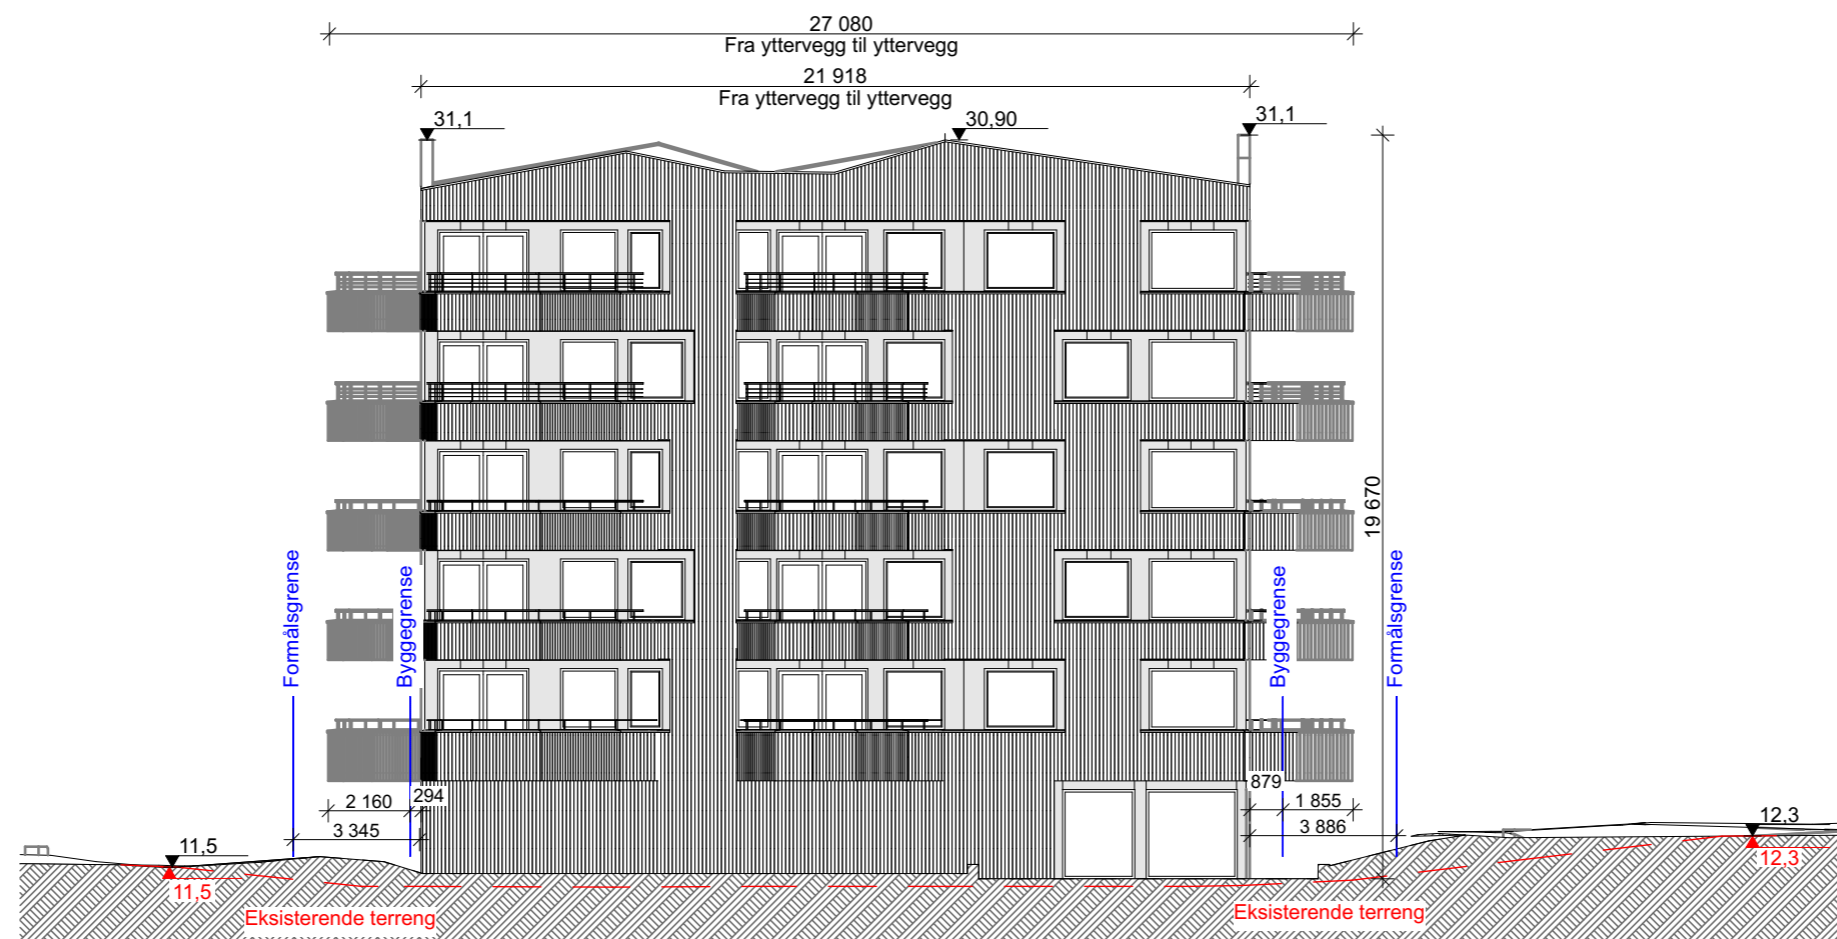 27 080
Fra yttervegg til yttervegg
21 918
Fra yttervegg til yttervegg
31,1
30,90
31,1
19 670
Formålsgrense
Byggegrense
Byggegrense
Formålsgrense
2 160
294
3 345
879
1 855
3 886
11,5
11,5
12,3
12,3
Eksisterende terreng
Eksisterende terreng